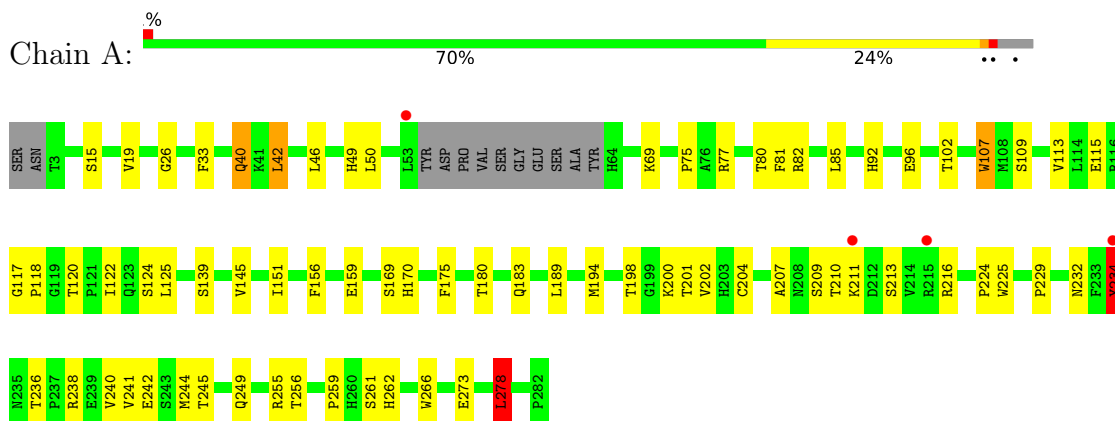 .%
Chain A:
70% 24% •• •
SER ASN T3 S15 V19 G26 F33 Q40 K41 L42 L46 H49 L50 L53 TYR ASP PRO VAL SER GLY GLU SER ALA TYR H64 K69 P75 A76 R77 T80 F81 R82 L85 H92 E96 T102 W107 M108 S109 V113 L114 E115
G117 P118 G119 T120 P121 I122 Q123 S124 L125 S139 V145 I151 F156 E159 S169 H170 F175 T180 Q183 L189 M194 T198 G199 K200 T201 V202 H203 C204 A207 N208 S209 T210 K211 D212 S213 V214 R215 R216 P224 W225 P229 N232 F233
N235 T236 P237 R238 E239 V240 V241 E242 S243 M244 T245 Q249 R255 T256 P259 H260 S261 H262 W266 E273 L278 P282